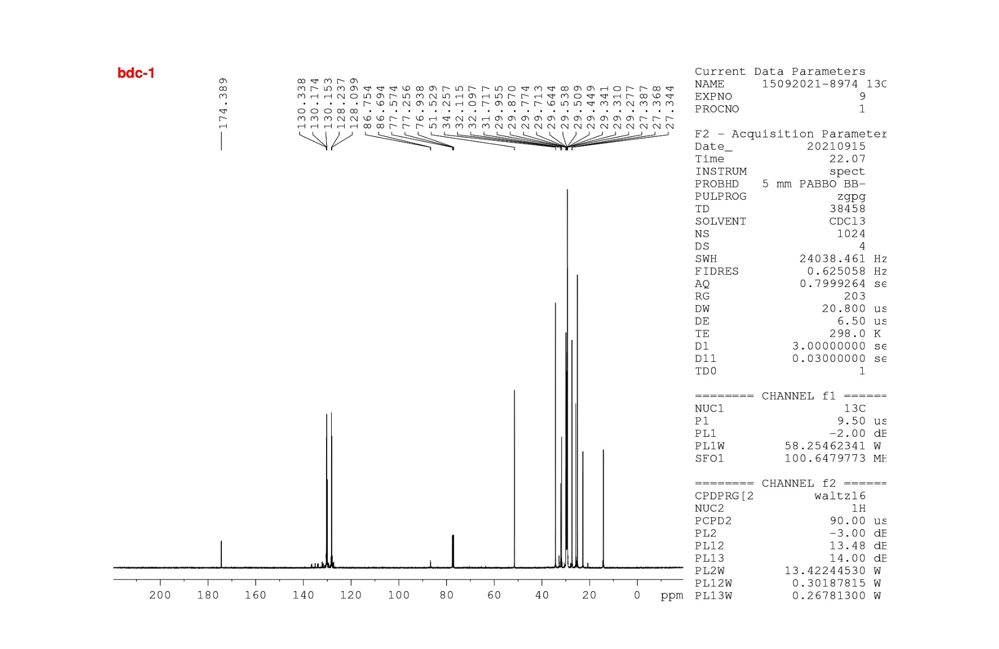 bdc-1
174.389
130.338
130.174
130.153
128.237
128.099
86.754
86.694
77.574
77.256
76.938
51.529
34.257
32.115
32.097
31.717
29.955
29.870
29.774
29.713
29.644
29.538
29.509
29.449
29.341
29.310
29.277
27.387
27.368
27.344
200 180 160 140 120 100 80 60 40 20 0 ppm
Current Data Parameters
NAME 15092021-8974 13C
EXPNO 9
PROCNO 1
F2 - Acquisition Parameter
Date_ 20210915
Time 22.07
INSTRUM spect
PROBHD 5 mm PABBO BB-
PULPROG zgpg
TD 38458
SOLVENT CDCl3
NS 1024
DS 4
SWH 24038.461 Hz
FIDRES 0.625058 Hz
AQ 0.7999264 se
RG 203
DW 20.800 us
DE 6.50 us
TE 298.0 K
D1 3.00000000 se
D11 0.03000000 se
TD0 1
======== CHANNEL f1 ======
NUC1 13C
P1 9.50 us
PL1 -2.00 dB
PL1W 58.25462341 W
SFO1 100.6479773 MH
======== CHANNEL f2 ======
CPDPRG[2 waltz16
NUC2 1H
PCPD2 90.00 us
PL2 -3.00 dB
PL12 13.48 dB
PL13 14.00 dB
PL2W 13.42244530 W
PL12W 0.30187815 W
PL13W 0.26781300 W